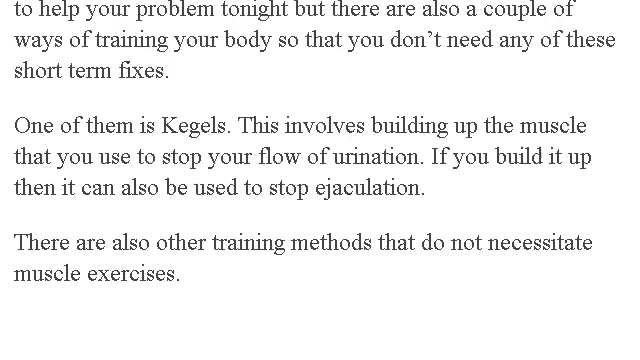 to help your problem tonight but there are also a couple of
ways of training your body so that you don’t need any of these
short term fixes.
One of them is Kegels. This involves building up the muscle
that you use to stop your flow of urination. If you build it up
then it can also be used to stop ejaculation.
There are also other training methods that do not necessitate
muscle exercises.